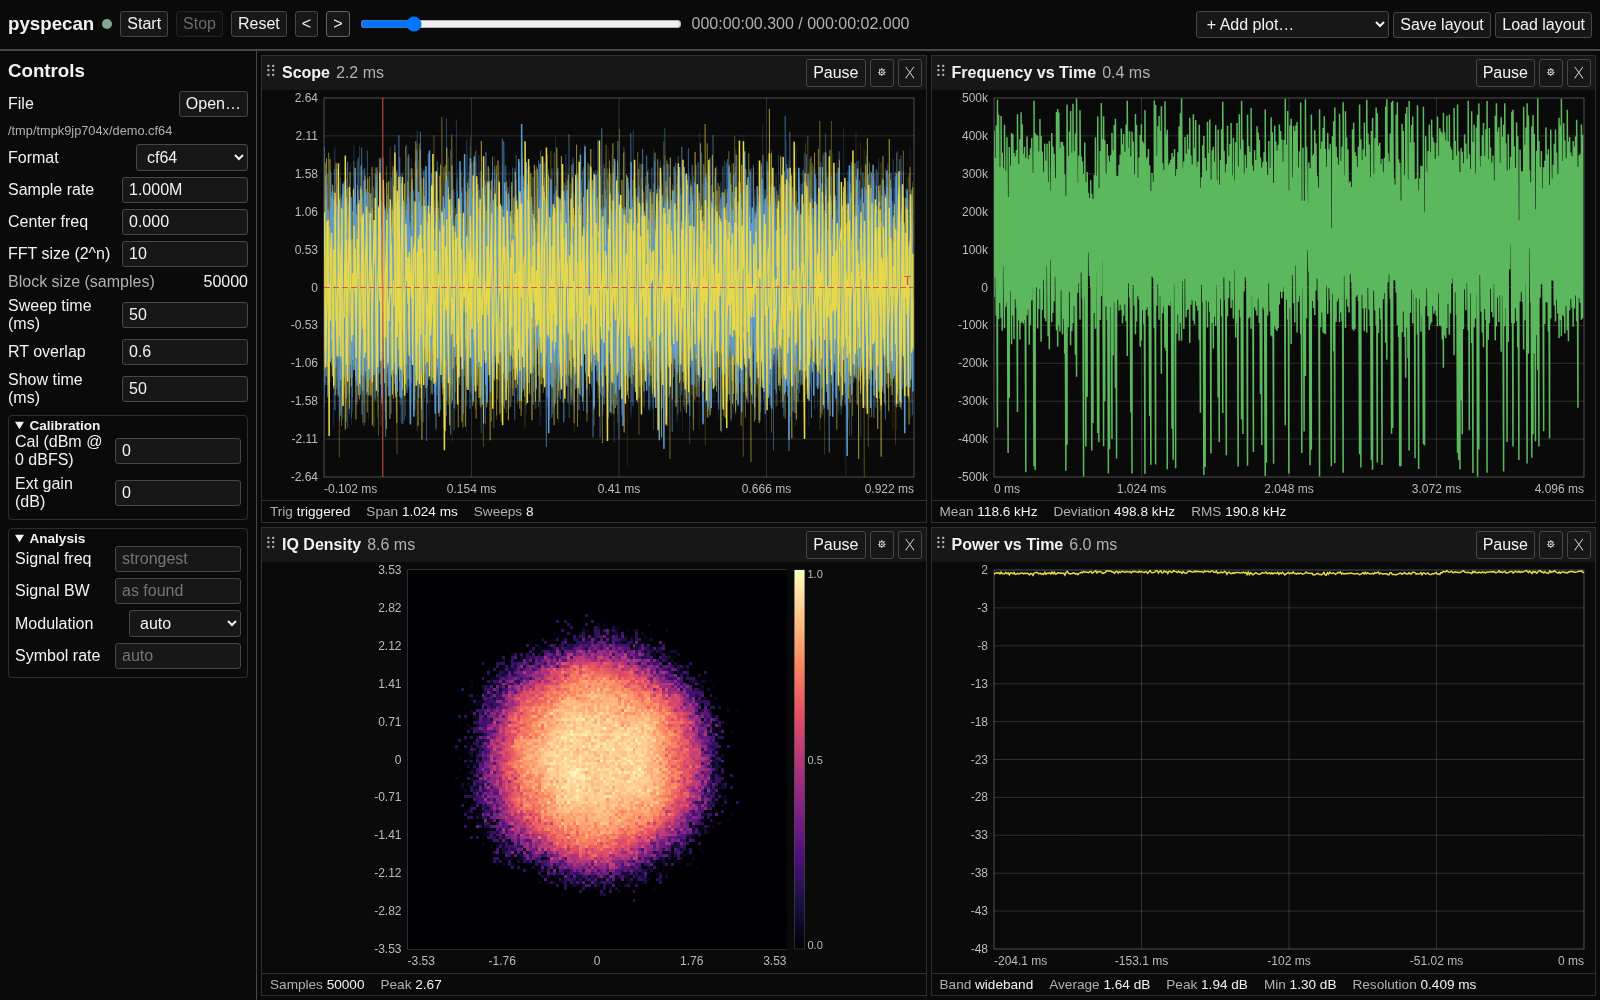 pyspecan Start Stop Reset < > 000:00:00.300 / 000:00:02.000 + Add plot… Save layout Load layout
Controls
File Open…
/tmp/tmpk9jp704x/demo.cf64
Format cf64
Sample rate 1.000M
Center freq 0.000
FFT size (2^n) 10
Block size (samples) 50000
Sweep time
(ms) 50
RT overlap 0.6
Show time
(ms) 50
Calibration
Cal (dBm @
0 dBFS) 0
Ext gain
(dB) 0
Analysis
Signal freq strongest
Signal BW as found
Modulation auto
Symbol rate auto
Scope 2.2 ms Pause
2.64
2.11
1.58
1.06
0.53
0
-0.53
-1.06
-1.58
-2.11
-2.64
T
-0.102 ms 0.154 ms 0.41 ms 0.666 ms 0.922 ms
Trig triggered Span 1.024 ms Sweeps 8
Frequency vs Time 0.4 ms Pause
500k
400k
300k
200k
100k
0
-100k
-200k
-300k
-400k
-500k
0 ms 1.024 ms 2.048 ms 3.072 ms 4.096 ms
Mean 118.6 kHz Deviation 498.8 kHz RMS 190.8 kHz
IQ Density 8.6 ms Pause
3.53
2.82
2.12
1.41
0.71
0
-0.71
-1.41
-2.12
-2.82
-3.53
-3.53 -1.76 0 1.76 3.53
1.0
0.5
0.0
Samples 50000 Peak 2.67
Power vs Time 6.0 ms Pause
2
-3
-8
-13
-18
-23
-28
-33
-38
-43
-48
-204.1 ms -153.1 ms -102 ms -51.02 ms 0 ms
Band wideband Average 1.64 dB Peak 1.94 dB Min 1.30 dB Resolution 0.409 ms